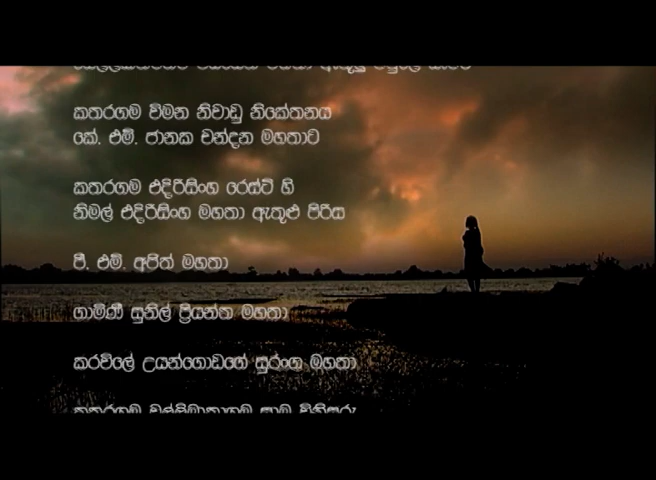 කතරගම විමන නිවාඩු නිකේතනය
කේ. එම්. ජානක චන්දන මහතාට
කතරගම එදිරිසිංහ රෙස්ට් හි
නිමල් එදිරිසිංහ මහතා ඇතුළු පිරිස
පී. එම්. අජිත් මහතා
ගාමිණී සුනිල් ප්‍රියන්ත මහතා
කරවිලේ උයන්ගොඩගේ සුරංග මහතා
කතරගම